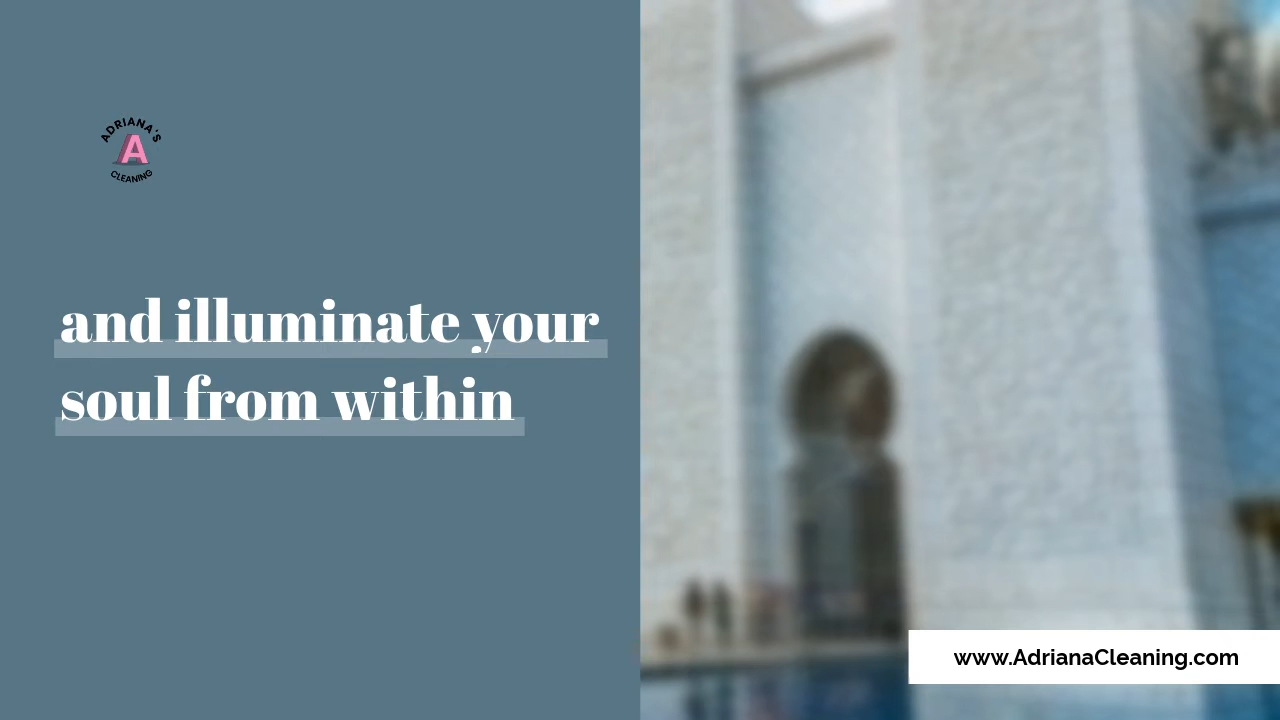 ADRIANA'S
A
CLEANING
and illuminate your
soul from within
www.AdrianaCleaning.com